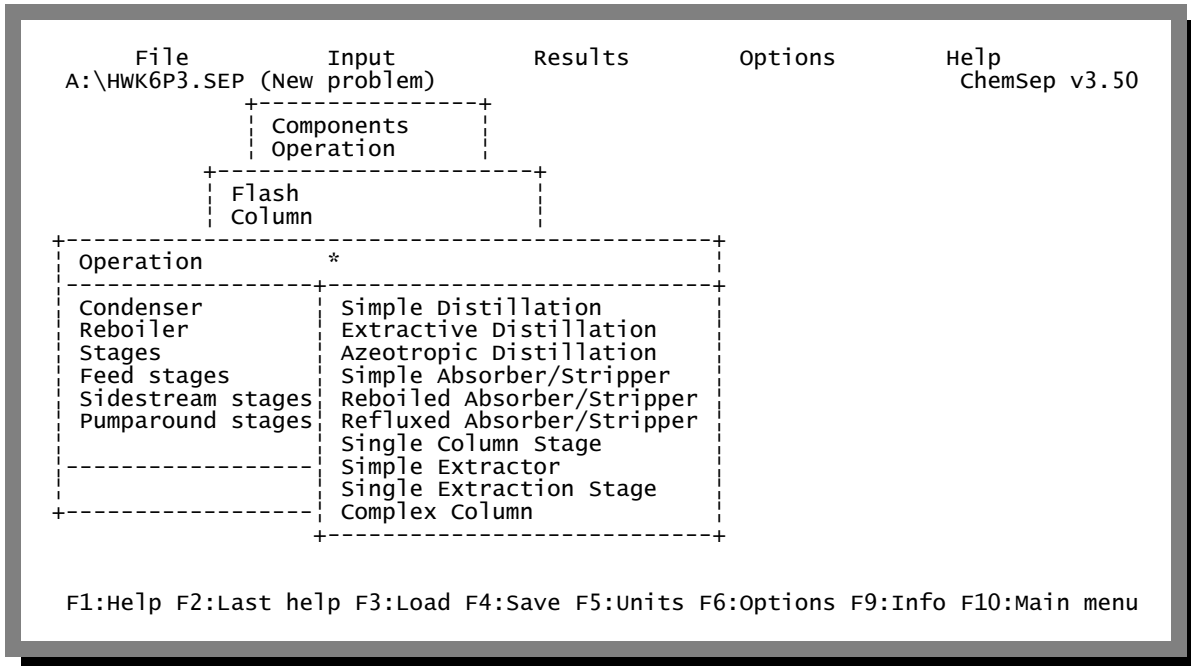 File Input Results Options Help
A:\HWK6P3.SEP (New problem) ChemSep v3.50
Components
Operation
Flash
Column
Operation *
Condenser Simple Distillation
Reboiler Extractive Distillation
Stages Azeotropic Distillation
Feed stages Simple Absorber/Stripper
Sidestream stages Reboiled Absorber/Stripper
Pumparound stages Refluxed Absorber/Stripper
Single Column Stage
Simple Extractor
Single Extraction Stage
Complex Column
F1:Help F2:Last help F3:Load F4:Save F5:Units F6:Options F9:Info F10:Main menu